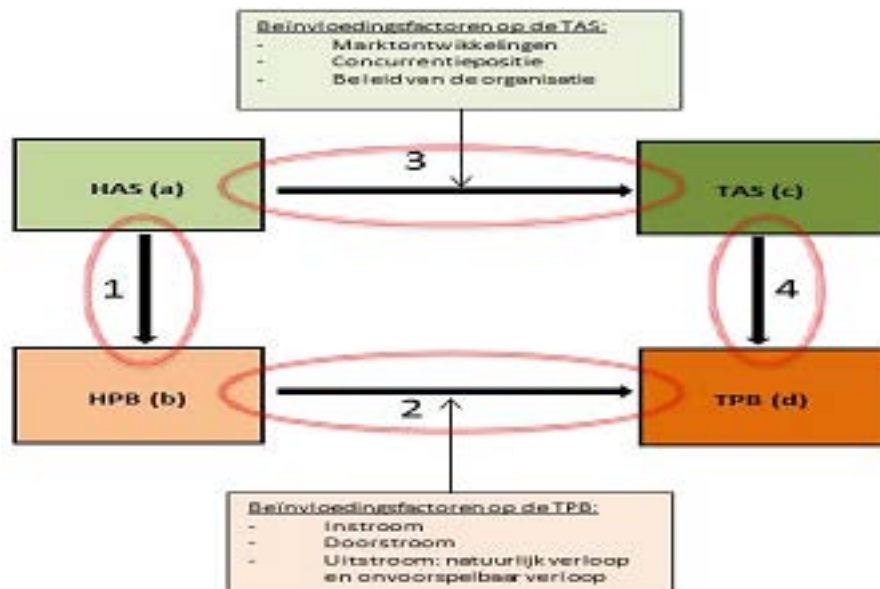 Beïnvloedingsfactoren op de TAS:
- Marktontwikkelingen
- Concurrentiepositie
- Beleid van de organisatie
HAS (a)
3
TAS (c)
1
4
HPB (b)
2
TPB (d)
Beïnvloedingsfactoren op de TPB:
- Instroom
- Doorstroom
- Uitstroom: natuurlijk verloop
en onvoorspelbaar verloop